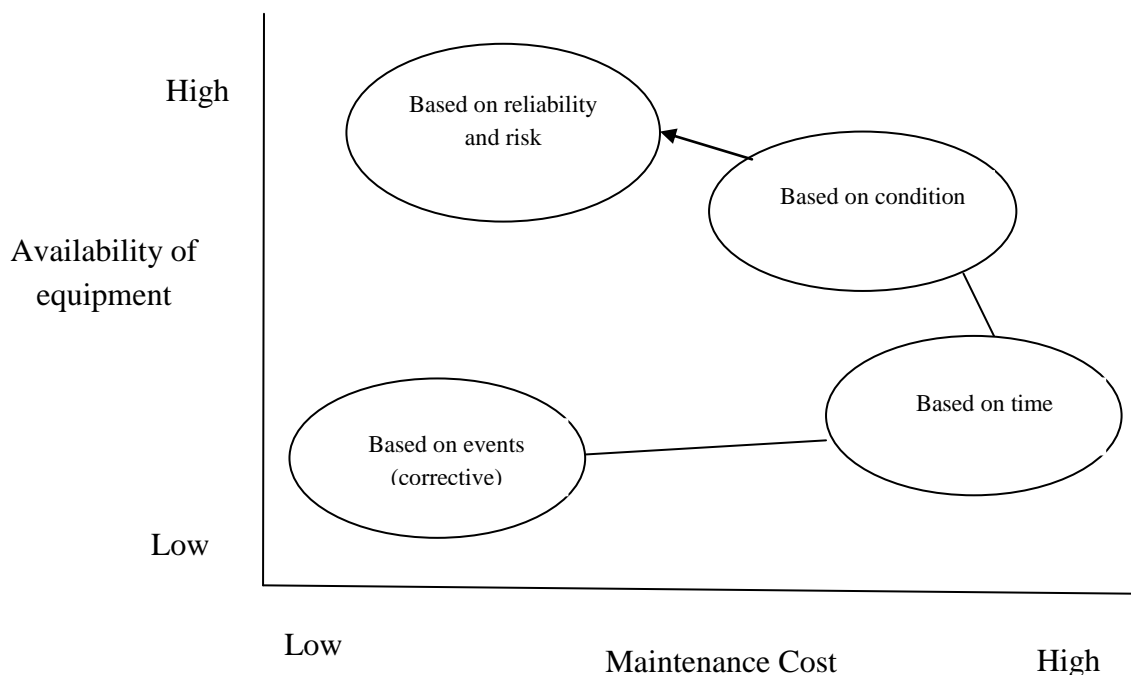 High
Based on reliability
and risk
Based on condition
Availability of
equipment
Based on time
Based on events
(corrective)
Low
Low
Maintenance Cost
High